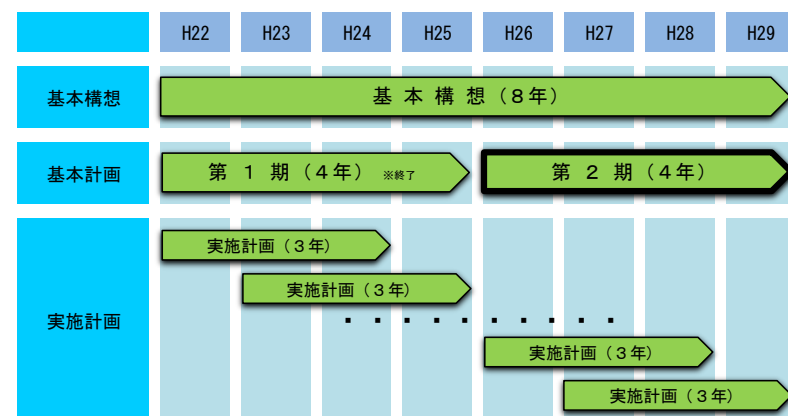 H22 H23 H24 H25 H26 H27 H28 H29
基本構想
基 本 構 想（８年）
基本計画
第 １ 期（４年） ※終了
第 ２ 期（４年）
実施計画
実施計画（３年）
実施計画（３年）
・・・・・・・・・・
実施計画（３年）
実施計画（３年）